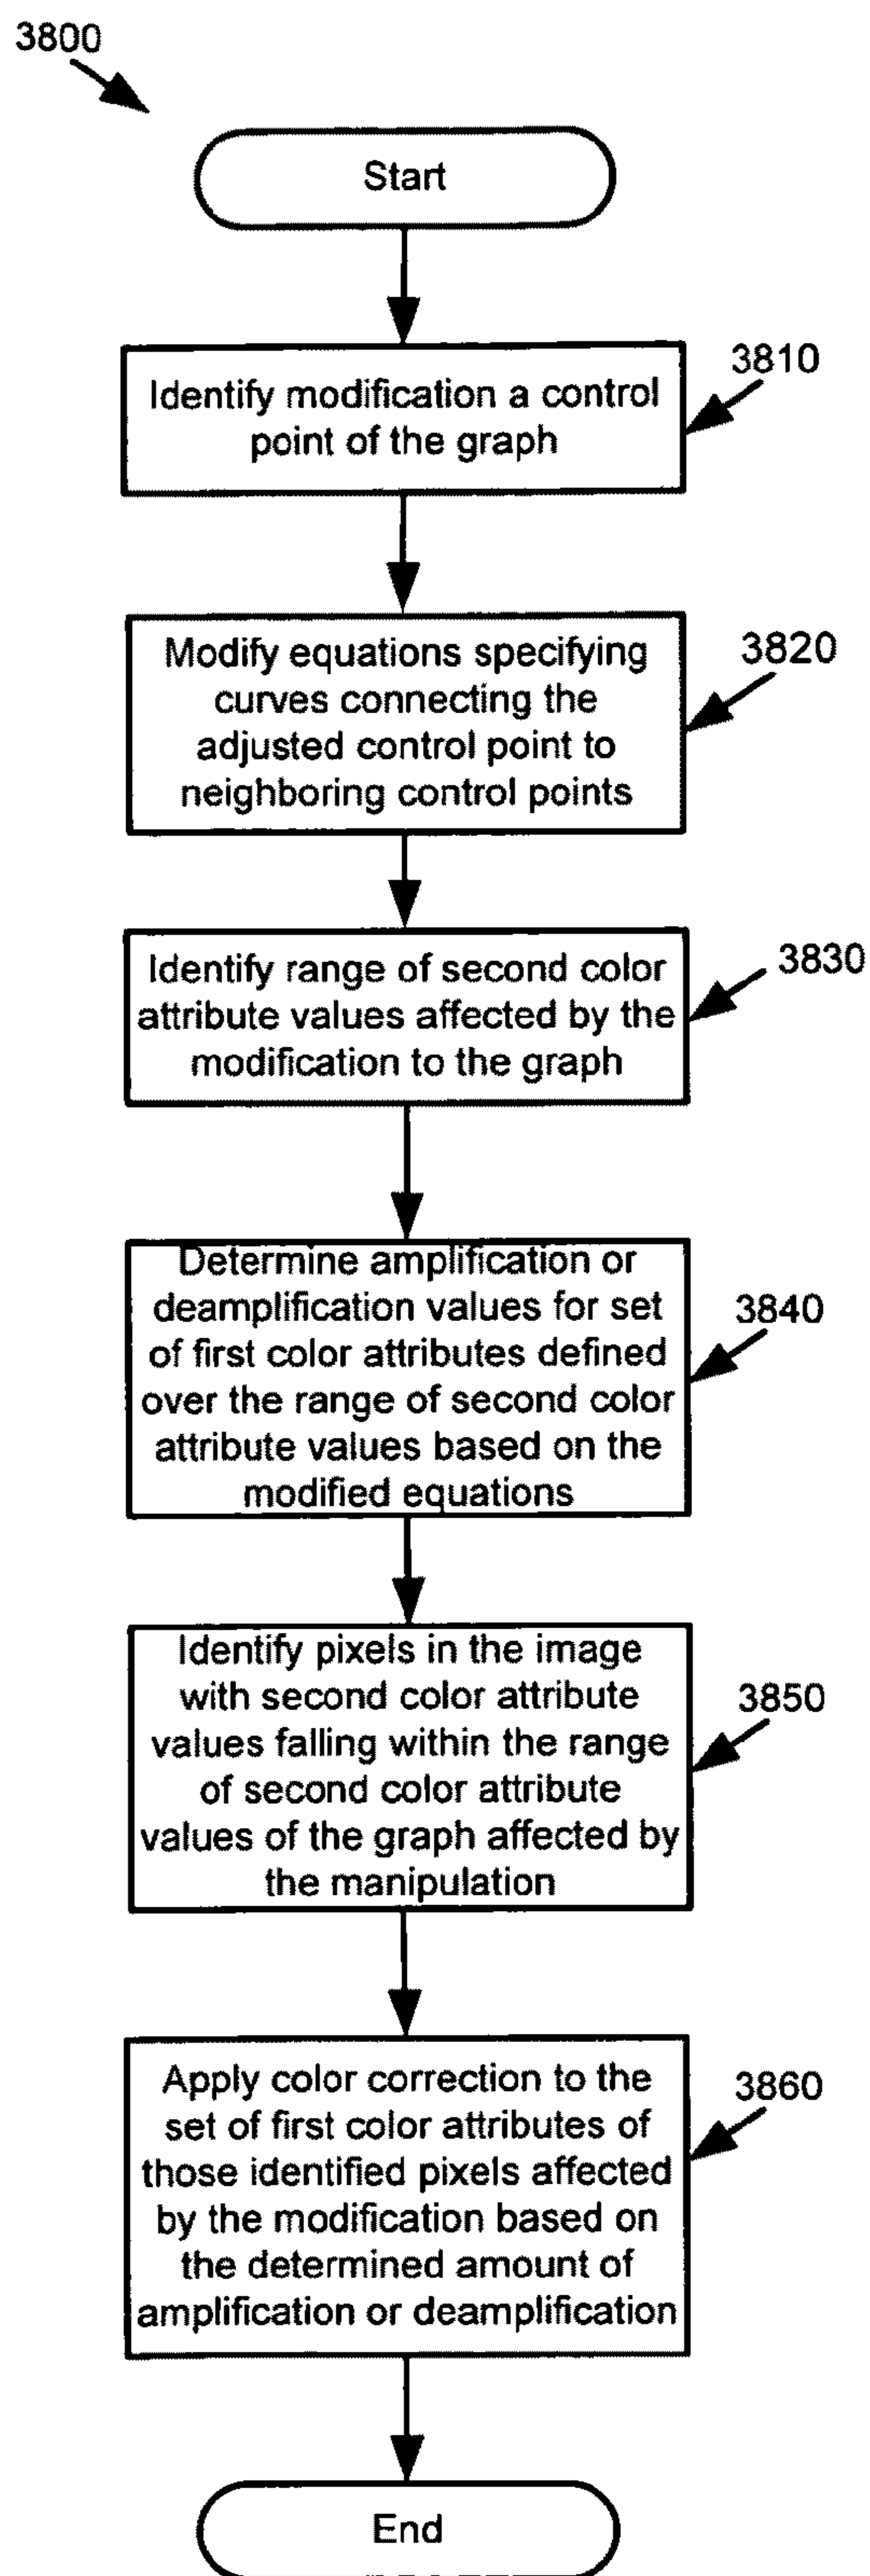 3800
Start
3810
Identify modification a control
point of the graph
3820
Modify equations specifying
curves connecting the
adjusted control point to
neighboring control points
3830
Identify range of second color
attribute values affected by the
modification to the graph
3840
Determine amplification or
deamplification values for set
of first color attributes defined
over the range of second color
attribute values based on the
modified equations
3850
Identify pixels in the image
with second color attribute
values falling within the range
of second color attribute
values of the graph affected by
the manipulation
3860
Apply color correction to the
set of first color attributes of
those identified pixels affected
by the modification based on
the determined amount of
amplification or deamplification
End